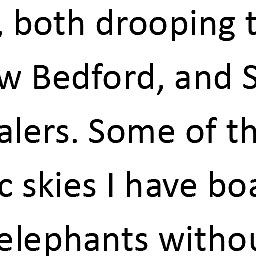 , both drooping t
w Bedford, and S
alers. Some of th
c skies I have boa
elephants withou